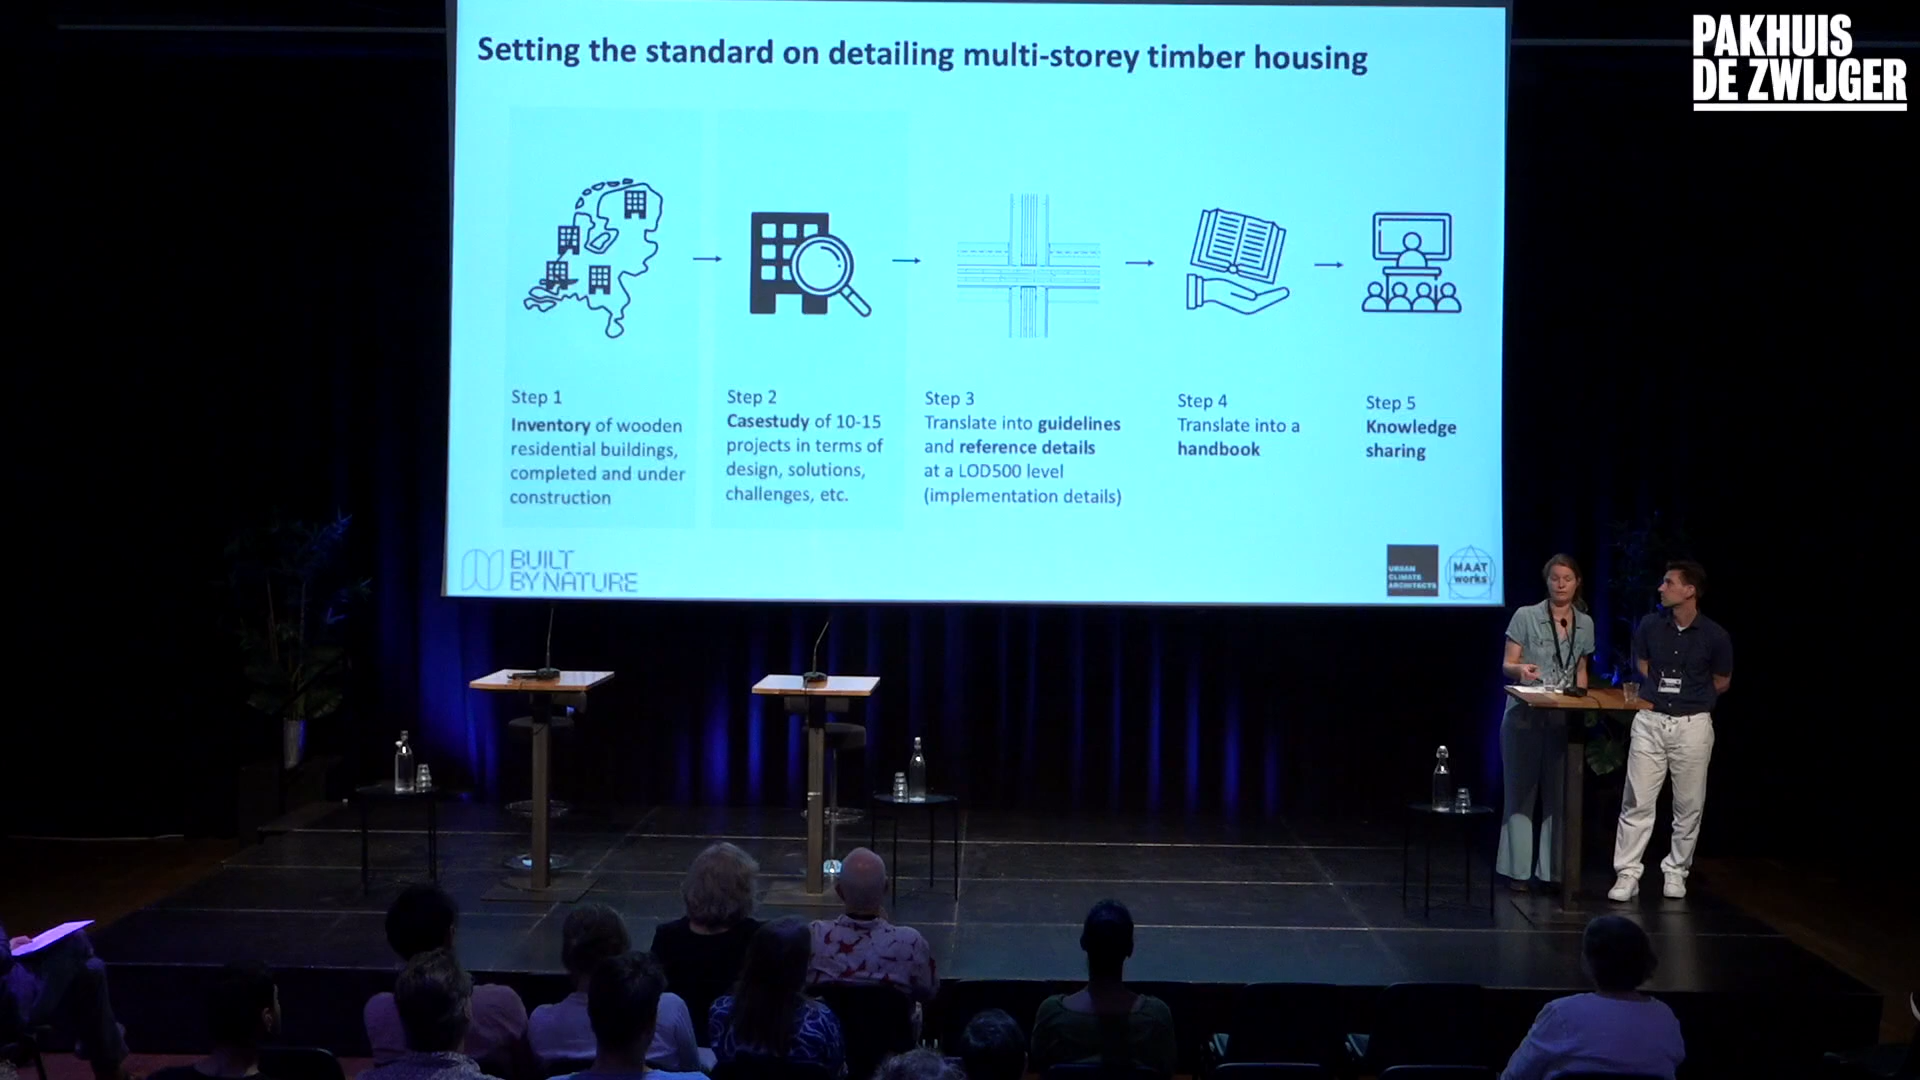 PAKHUIS
DE ZWIJGER
Setting the standard on detailing multi-storey timber housing
Step 1
Inventory of wooden
residential buildings,
completed and under
construction
Step 2
Casestudy of 10-15
projects in terms of
design, solutions,
challenges, etc.
Step 3
Translate into guidelines
and reference details
at a LOD500 level
(implementation details)
Step 4
Translate into a
handbook
Step 5
Knowledge
sharing
BUILT
BY NATURE
URBAN
CLIMATE
ARCHITECTS
MAAT
works